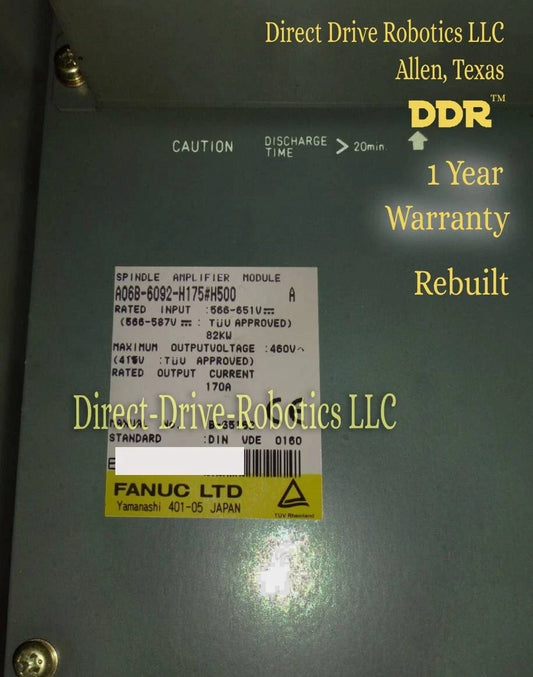 Direct Drive Robotics LLC
Allen, Texas
DDR™
CAUTION DISCHARGE TIME > 20min.
1 Year
Warranty
Rebuilt
SPINDLE AMPLIFIER MODULE
A06B-6092-H175#H500 A
RATED INPUT :566-651V⎓
(566-587V⎓ : TÜV APPROVED)
82KW
MAXIMUM OUTPUTVOLTAGE :460V~
(415V :TÜV APPROVED)
RATED OUTPUT CURRENT
170A
Direct-Drive-Robotics LLC
CE
MANUAL NO.
STANDARD :DIN VDE 0160
FANUC LTD
Yamanashi 401-05 JAPAN
TÜV Rheinland